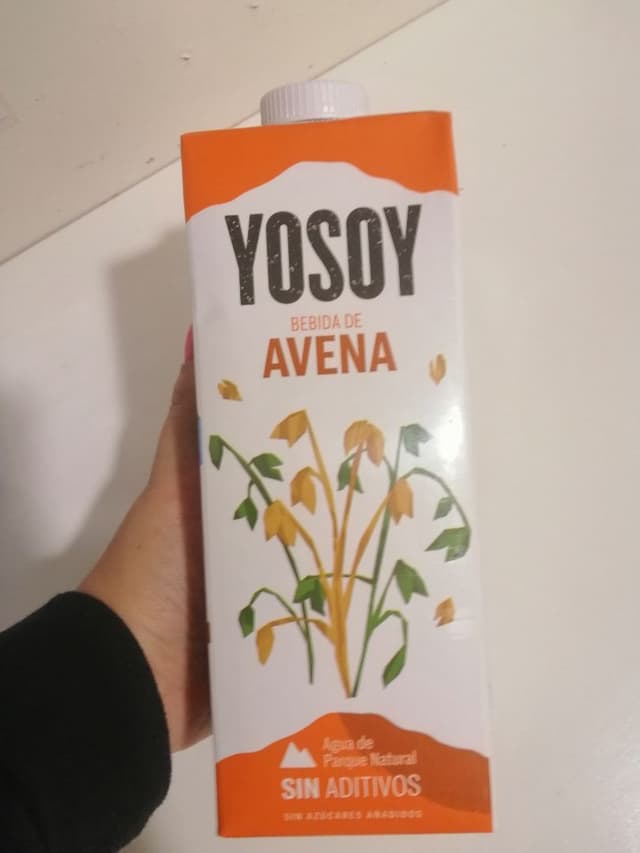 YOSOY
BEBIDA DE
AVENA
Agua de
Parque Natural
SIN ADITIVOS
SIN AZÚCARES AÑADIDOS